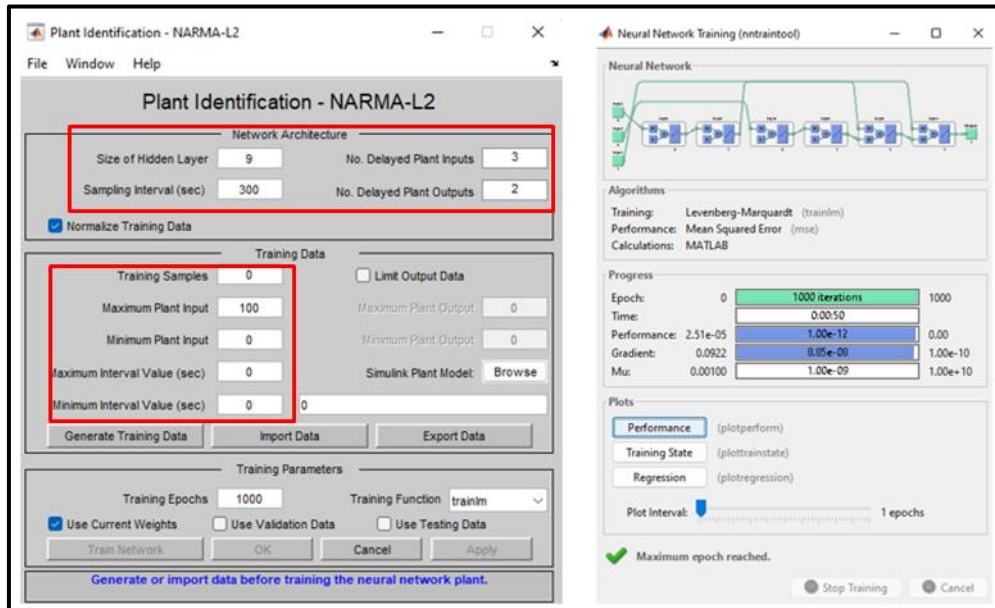 Plant Identification - NARMA-L2
File Window Help
Plant Identification - NARMA-L2
Network Architecture
Size of Hidden Layer 9 No. Delayed Plant Inputs 3
Sampling Interval (sec) 300 No. Delayed Plant Outputs 2
Normalize Training Data
Training Data
Training Samples 0 Limit Output Data
Maximum Plant Input 100 Maximum Plant Output 0
Minimum Plant Input 0 Minimum Plant Output 0
Maximum Interval Value (sec) 0 Simulink Plant Model: Browse
Minimum Interval Value (sec) 0 0
Generate Training Data Import Data Export Data
Training Parameters
Training Epochs 1000 Training Function trainlm
Use Current Weights Use Validation Data Use Testing Data
Train Network OK Cancel Apply
Generate or import data before training the neural network plant.
Neural Network Training (nntraintool)
Neural Network
Algorithms
Training: Levenberg-Marquardt (trainlm)
Performance: Mean Squared Error (mse)
Calculations: MATLAB
Progress
Epoch: 0 1000 iterations 1000
Time: 0:00:50
Performance: 2.51e-05 1.00e-12 0.00
Gradient: 0.0922 8.85e-08 1.00e-10
Mu: 0.00100 1.00e-09 1.00e+10
Plots
Performance (plotperform)
Training State (plottrainstate)
Regression (plotregression)
Plot Interval: 1 epochs
Maximum epoch reached.
Stop Training Cancel